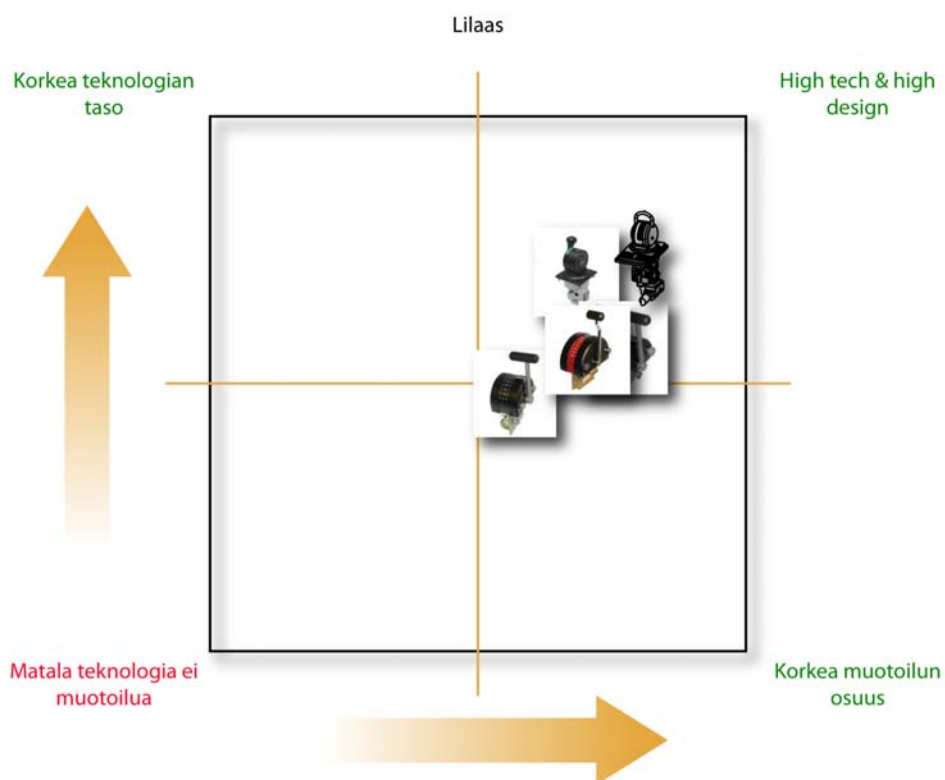 Lilaas
Korkea teknologian
taso
High tech & high
design
Matala teknologia ei
muotoilua
Korkea muotoilun
osuus